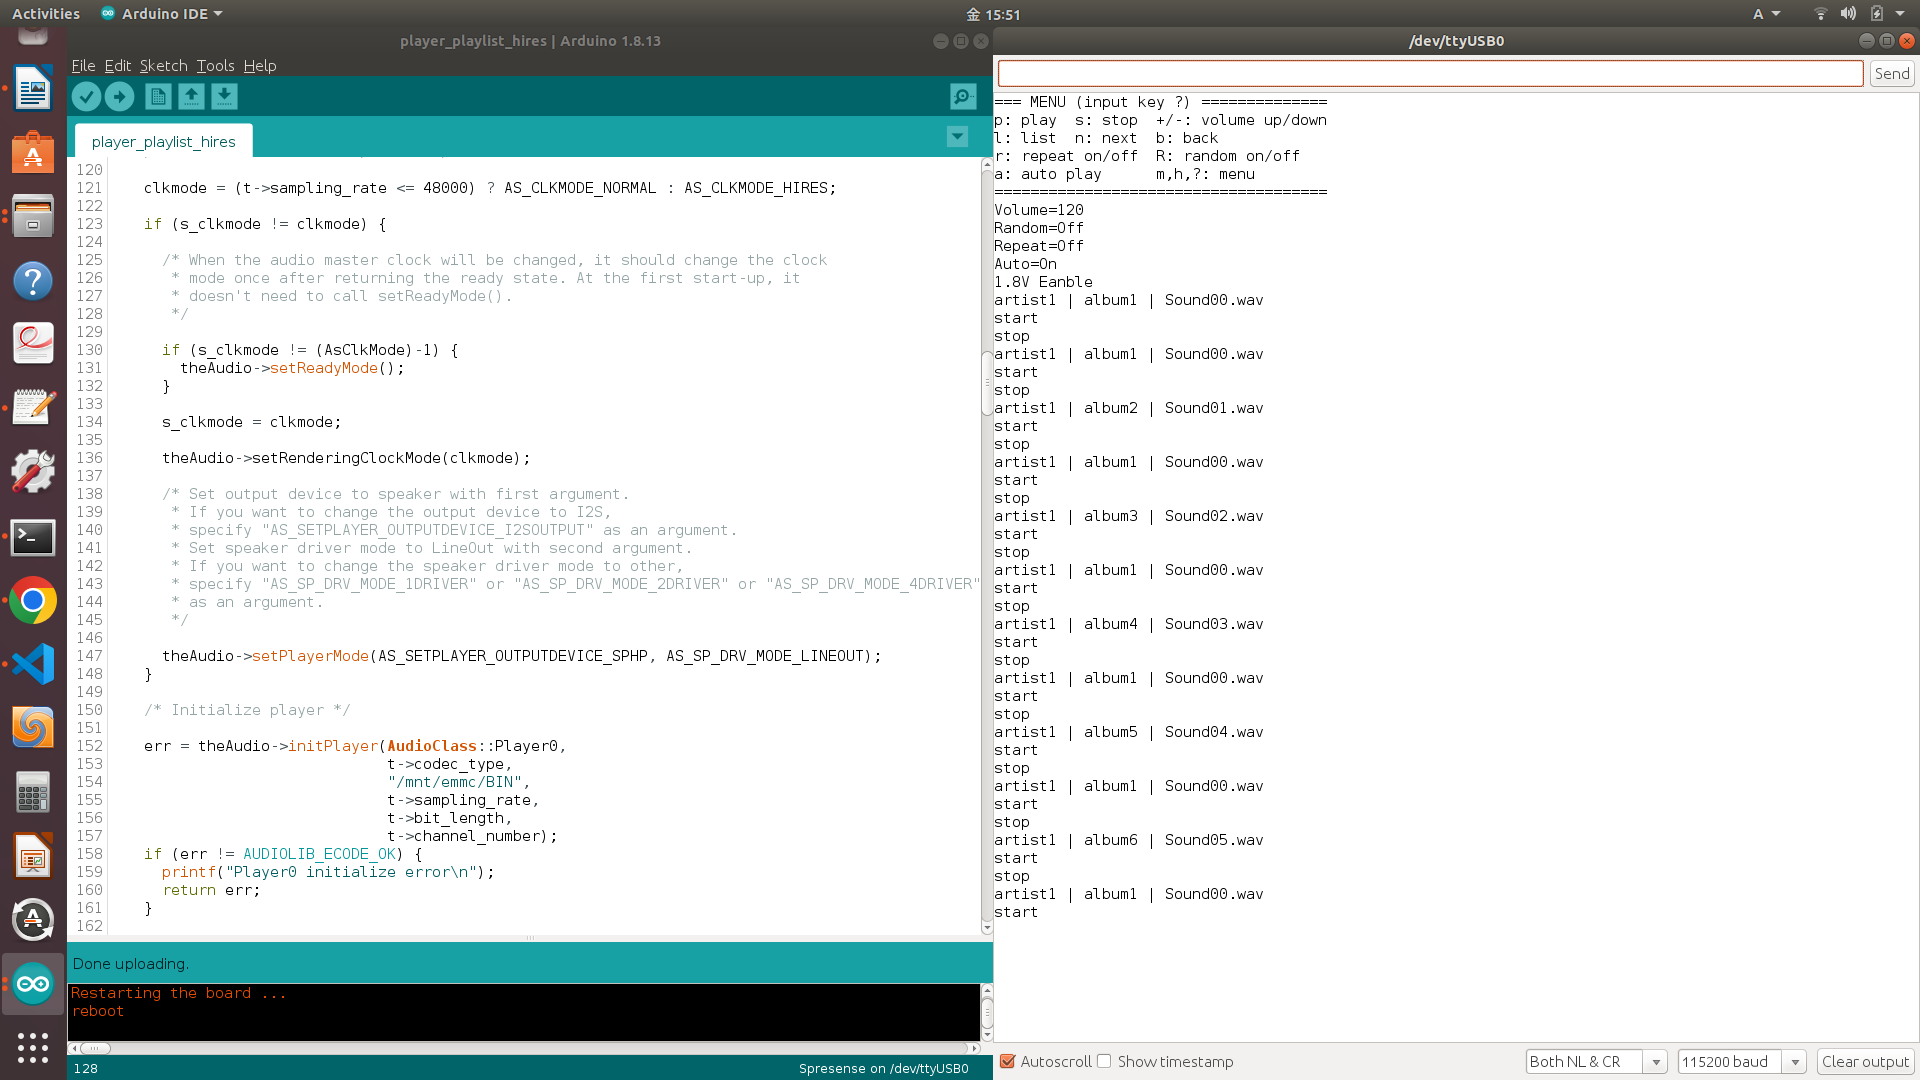 Activities Arduino IDE 金 15:51 A
player_playlist_hires | Arduino 1.8.13
File Edit Sketch Tools Help
player_playlist_hires
120
121 clkmode = (t->sampling_rate <= 48000) ? AS_CLKMODE_NORMAL : AS_CLKMODE_HIRES;
122
123 if (s_clkmode != clkmode) {
124
125 /* When the audio master clock will be changed, it should change the clock
126 * mode once after returning the ready state. At the first start-up, it
127 * doesn't need to call setReadyMode().
128 */
129
130 if (s_clkmode != (AsClkMode)-1) {
131 theAudio->setReadyMode();
132 }
133
134 s_clkmode = clkmode;
135
136 theAudio->setRenderingClockMode(clkmode);
137
138 /* Set output device to speaker with first argument.
139 * If you want to change the output device to I2S,
140 * specify "AS_SETPLAYER_OUTPUTDEVICE_I2SOUTPUT" as an argument.
141 * Set speaker driver mode to LineOut with second argument.
142 * If you want to change the speaker driver mode to other,
143 * specify "AS_SP_DRV_MODE_1DRIVER" or "AS_SP_DRV_MODE_2DRIVER" or "AS_SP_DRV_MODE_4DRIVER"
144 * as an argument.
145 */
146
147 theAudio->setPlayerMode(AS_SETPLAYER_OUTPUTDEVICE_SPHP, AS_SP_DRV_MODE_LINEOUT);
148 }
149
150 /* Initialize player */
151
152 err = theAudio->initPlayer(AudioClass::Player0,
153 t->codec_type,
154 "/mnt/emmc/BIN",
155 t->sampling_rate,
156 t->bit_length,
157 t->channel_number);
158 if (err != AUDIOLIB_ECODE_OK) {
159 printf("Player0 initialize error\n");
160 return err;
161 }
162
Done uploading.
Restarting the board ...
reboot
128 Spresense on /dev/ttyUSB0
/dev/ttyUSB0
Send
=== MENU (input key ?) ==============
p: play s: stop +/-: volume up/down
l: list n: next b: back
r: repeat on/off R: random on/off
a: auto play m,h,?: menu
=====================================
Volume=120
Random=Off
Repeat=Off
Auto=On
1.8V Eanble
artist1 | album1 | Sound00.wav
start
stop
artist1 | album1 | Sound00.wav
start
stop
artist1 | album2 | Sound01.wav
start
stop
artist1 | album1 | Sound00.wav
start
stop
artist1 | album3 | Sound02.wav
start
stop
artist1 | album1 | Sound00.wav
start
stop
artist1 | album4 | Sound03.wav
start
stop
artist1 | album1 | Sound00.wav
start
stop
artist1 | album5 | Sound04.wav
start
stop
artist1 | album1 | Sound00.wav
start
stop
artist1 | album6 | Sound05.wav
start
stop
artist1 | album1 | Sound00.wav
start
Autoscroll Show timestamp Both NL & CR 115200 baud Clear output